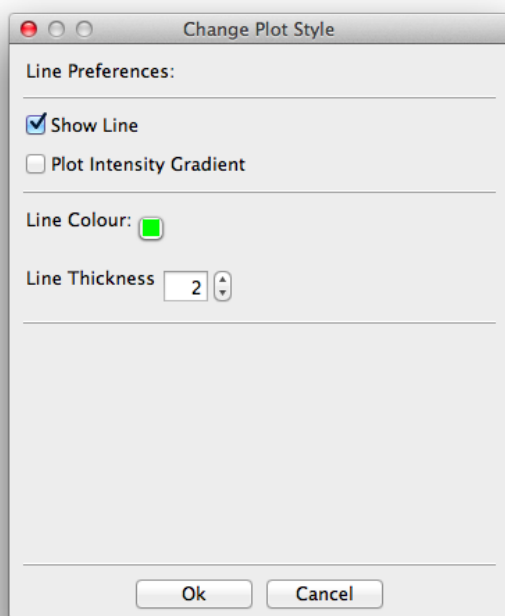 Change Plot Style
Line Preferences:
Show Line
Plot Intensity Gradient
Line Colour:
Line Thickness 2
Ok Cancel